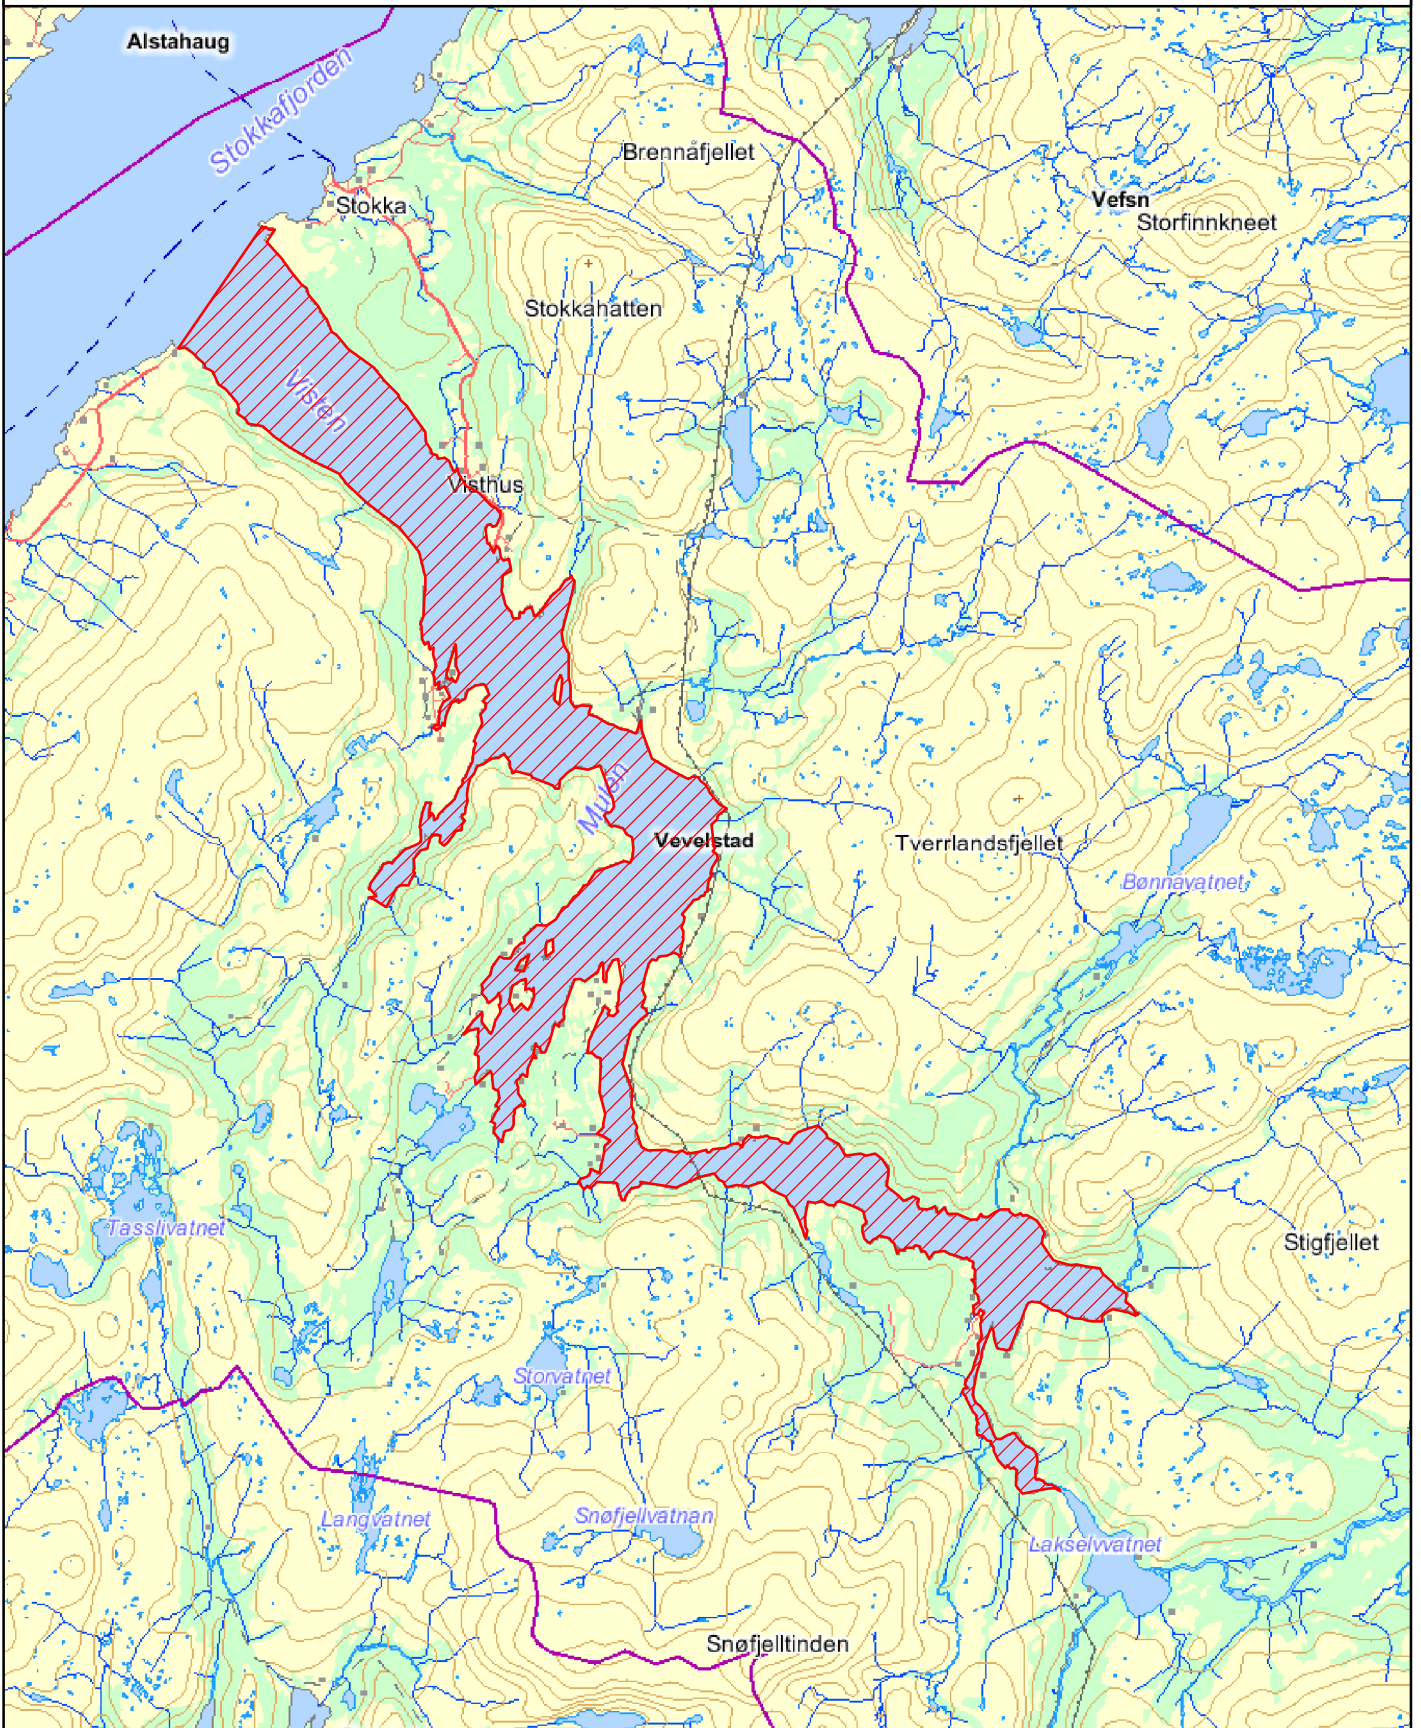 Alstahaug
Stokkafjorden
Brennåfjellet
Vefsn
Stokka
Storfinnkneet
Stokkahatten
Visten
Visthus
Mulen
Vevelstad
Tverrlandsfjellet
Bønnåvatnet
Tasslivatnet
Stigfjellet
Storvatnet
Langvatnet
Snøfjellvatnan
Lakselvvatnet
Snøfjelltinden